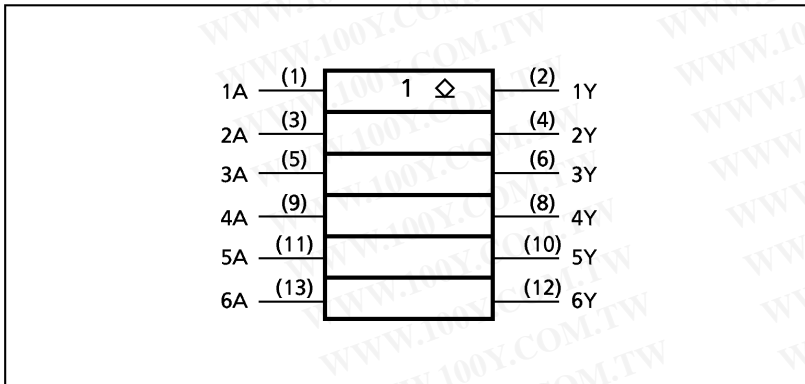 1A (1) 1 ◇ (2) 1Y
2A (3) (4) 2Y
3A (5) (6) 3Y
4A (9) (8) 4Y
5A (11) (10) 5Y
6A (13) (12) 6Y
WWW.100Y.COM.TW